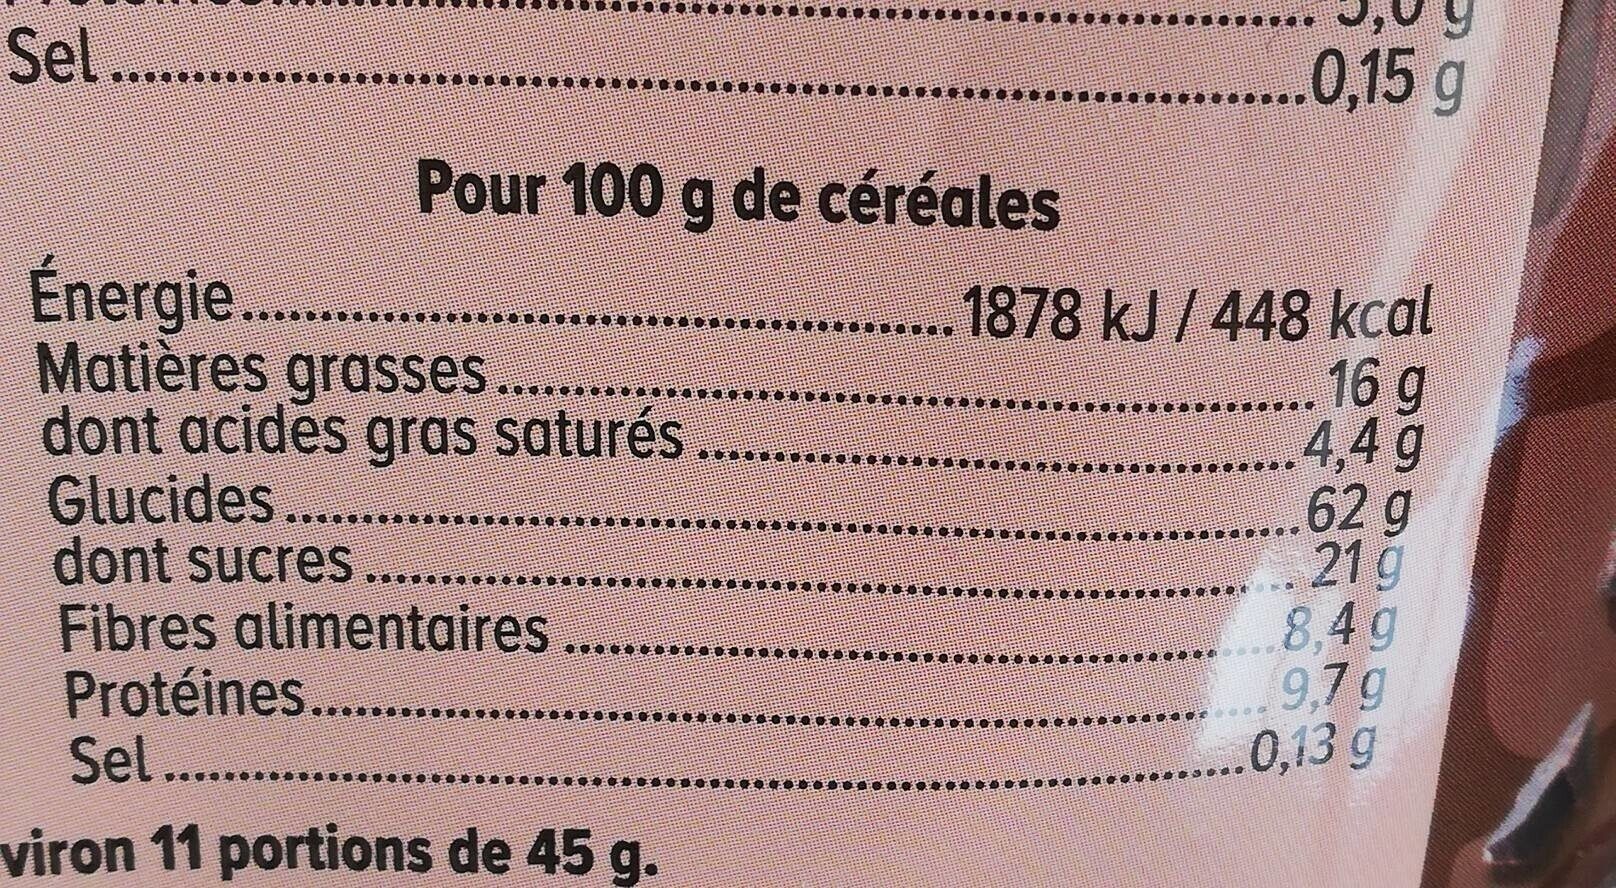 Sel 0,15 g
Pour 100 g de céréales
Énergie 1878 kJ / 448 kcal
Matières grasses 16 g
dont acides gras saturés 4,4 g
Glucides 62 g
dont sucres 21 g
Fibres alimentaires 8,4 g
Protéines 9,7 g
Sel 0,13 g
viron 11 portions de 45 g.